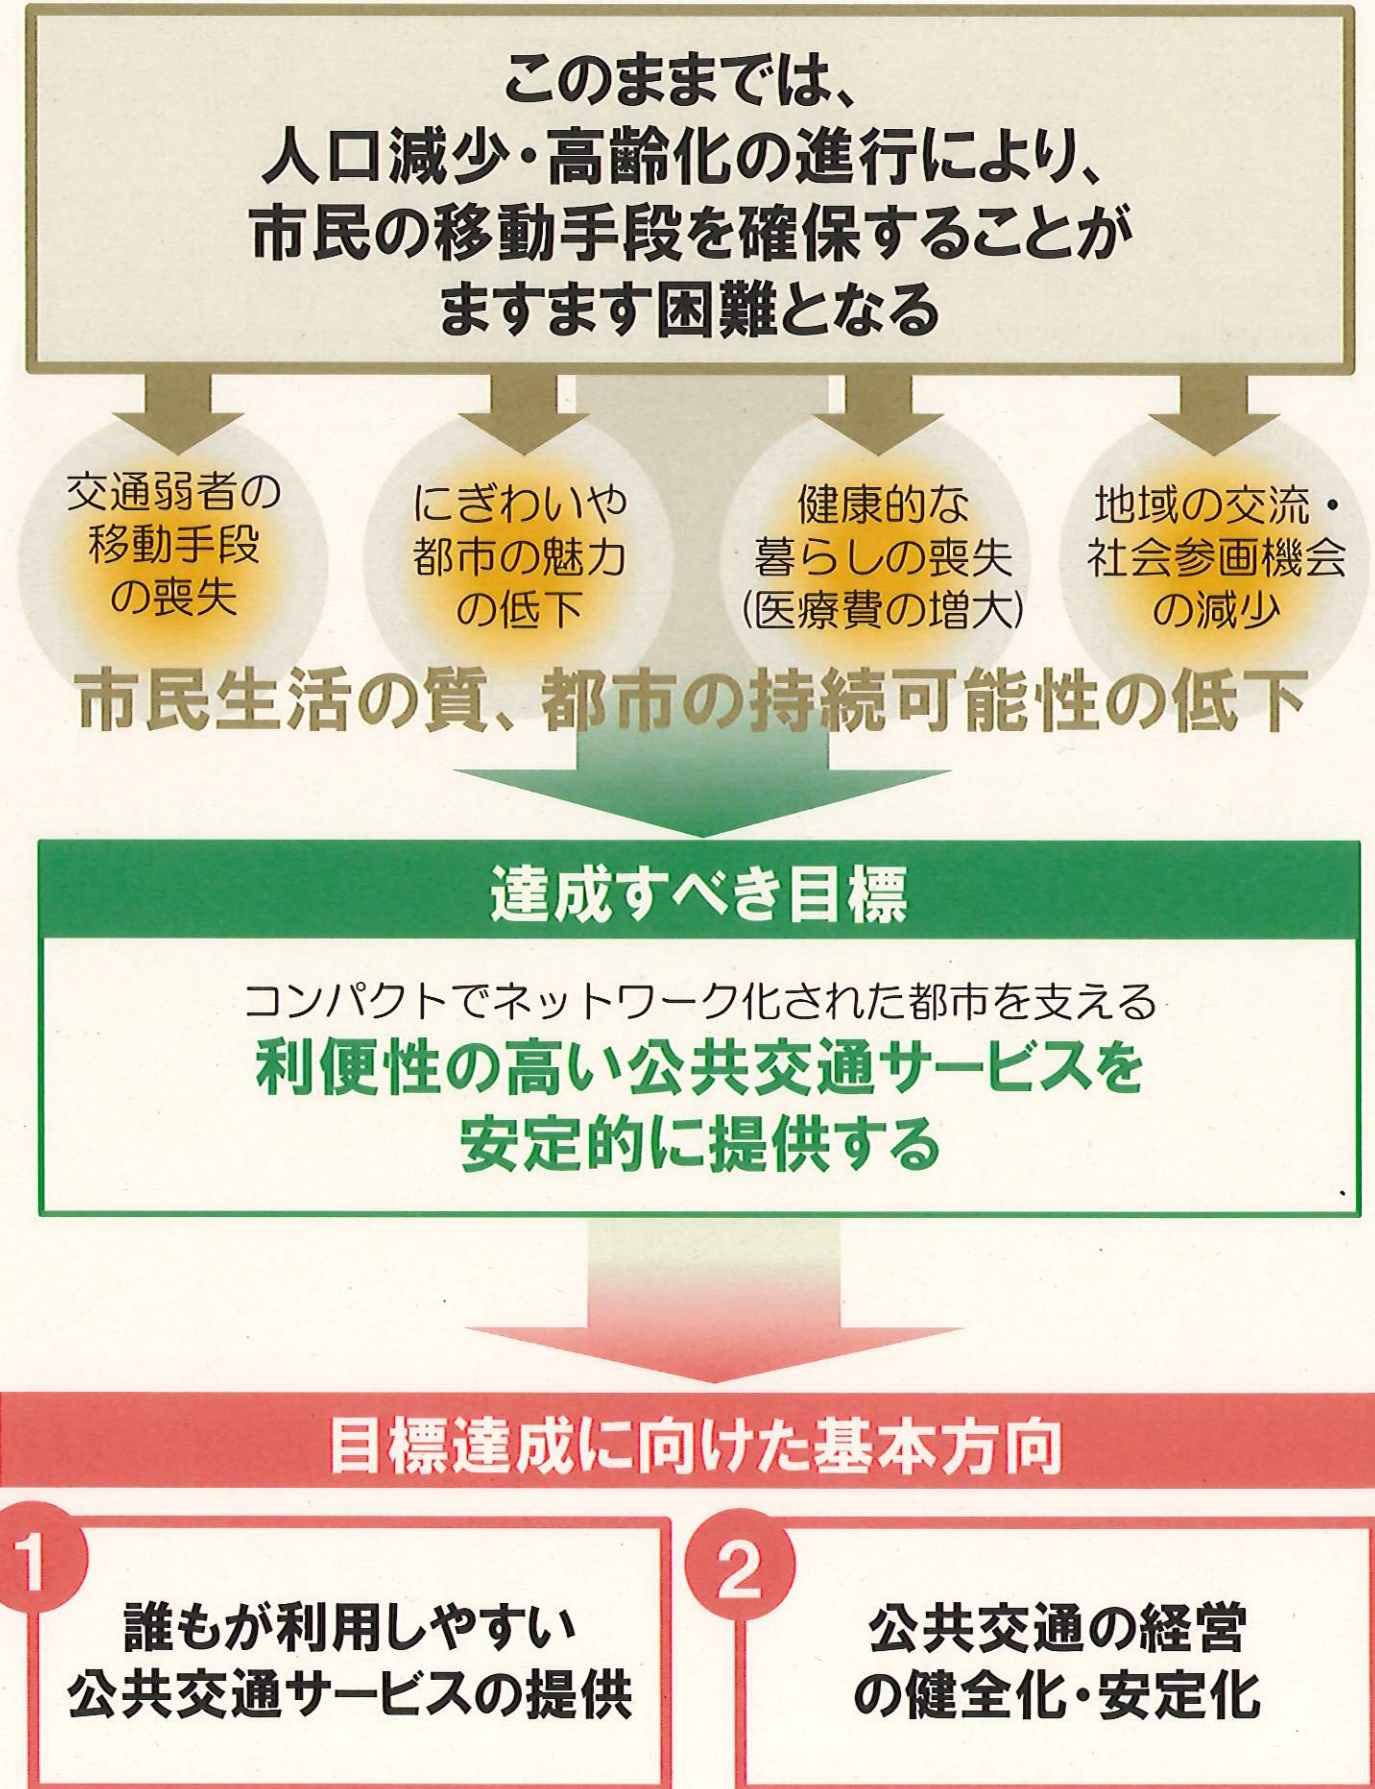 このままでは、
人口減少・高齢化の進行により、
市民の移動手段を確保することが
ますます困難となる
交通弱者の
移動手段
の喪失
にぎわいや
都市の魅力
の低下
健康的な
暮らしの喪失
(医療費の増大)
地域の交流・
社会参画機会
の減少
市民生活の質、都市の持続可能性の低下
達成すべき目標
コンパクトでネットワーク化された都市を支える
利便性の高い公共交通サービスを
安定的に提供する
目標達成に向けた基本方向
1
誰もが利用しやすい
公共交通サービスの提供
2
公共交通の経営
の健全化・安定化